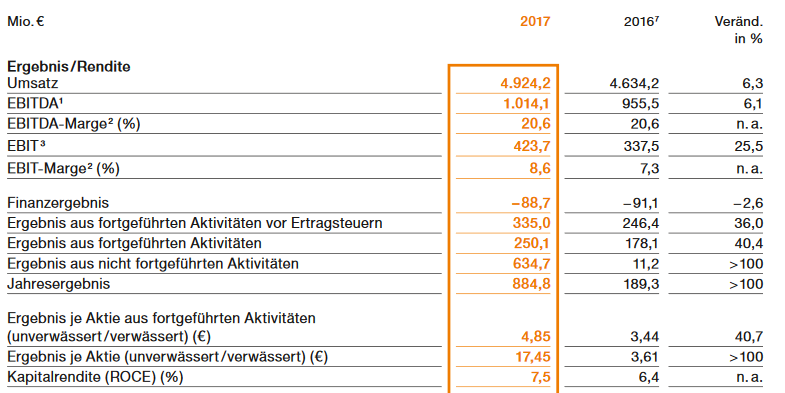 Mio. € 2017 2016⁷ Veränd.
in %
Ergebnis/Rendite
Umsatz 4.924,2 4.634,2 6,3
EBITDA¹ 1.014,1 955,5 6,1
EBITDA-Marge² (%) 20,6 20,6 n. a.
EBIT³ 423,7 337,5 25,5
EBIT-Marge² (%) 8,6 7,3 n. a.
Finanzergebnis –88,7 –91,1 –2,6
Ergebnis aus fortgeführten Aktivitäten vor Ertragsteuern 335,0 246,4 36,0
Ergebnis aus fortgeführten Aktivitäten 250,1 178,1 40,4
Ergebnis aus nicht fortgeführten Aktivitäten 634,7 11,2 >100
Jahresergebnis 884,8 189,3 >100
Ergebnis je Aktie aus fortgeführten Aktivitäten
(unverwässert/verwässert) (€) 4,85 3,44 40,7
Ergebnis je Aktie (unverwässert/verwässert) (€) 17,45 3,61 >100
Kapitalrendite (ROCE) (%) 7,5 6,4 n. a.